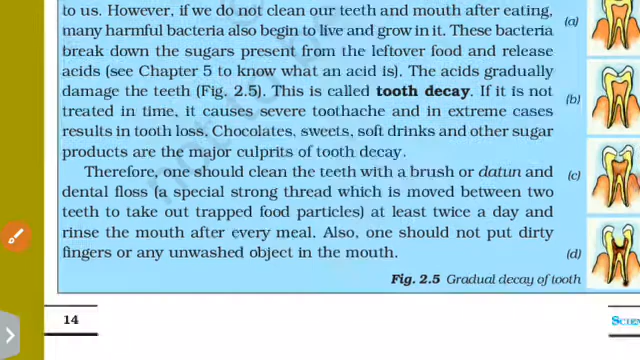 to us. However, if we do not clean our teeth and mouth after eating,
many harmful bacteria also begin to live and grow in it. These bacteria
break down the sugars present from the leftover food and release
acids (see Chapter 5 to know what an acid is). The acids gradually
damage the teeth (Fig. 2.5). This is called tooth decay. If it is not
treated in time, it causes severe toothache and in extreme cases
results in tooth loss. Chocolates, sweets, soft drinks and other sugar
products are the major culprits of tooth decay.
Therefore, one should clean the teeth with a brush or datun and
dental floss (a special strong thread which is moved between two
teeth to take out trapped food particles) at least twice a day and
rinse the mouth after every meal. Also, one should not put dirty
fingers or any unwashed object in the mouth.
(a)
(b)
(c)
(d)
Fig. 2.5 Gradual decay of tooth
14